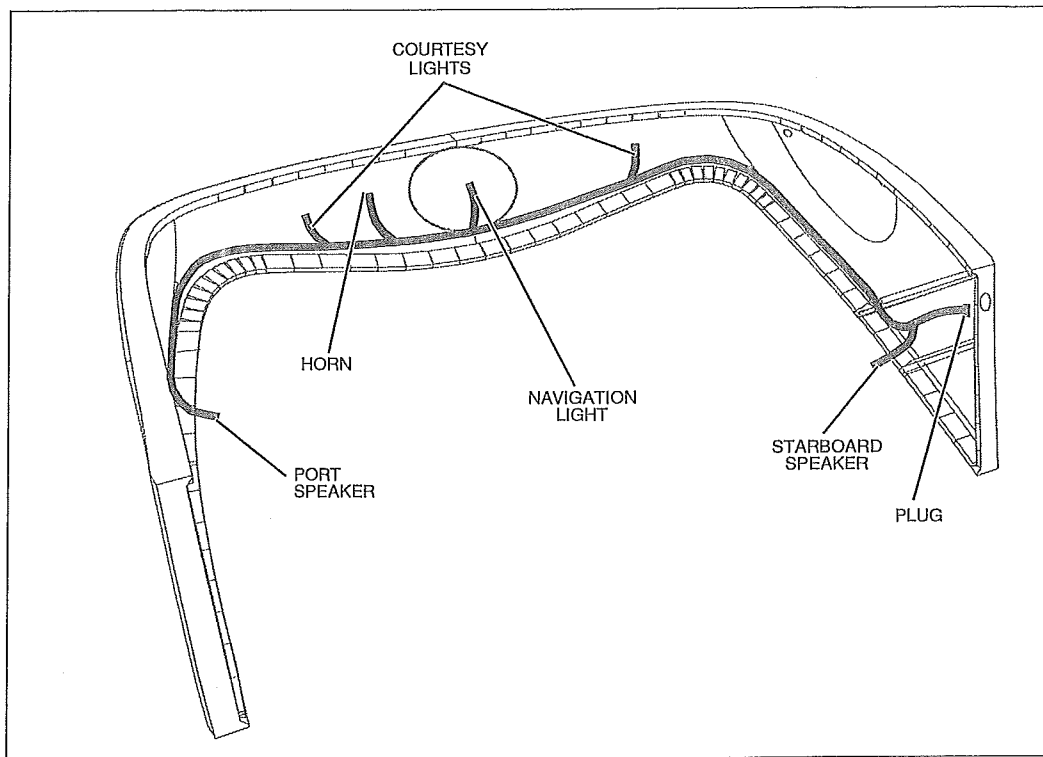 COURTESY
LIGHTS
HORN
NAVIGATION
LIGHT
PORT
SPEAKER
STARBOARD
SPEAKER
PLUG